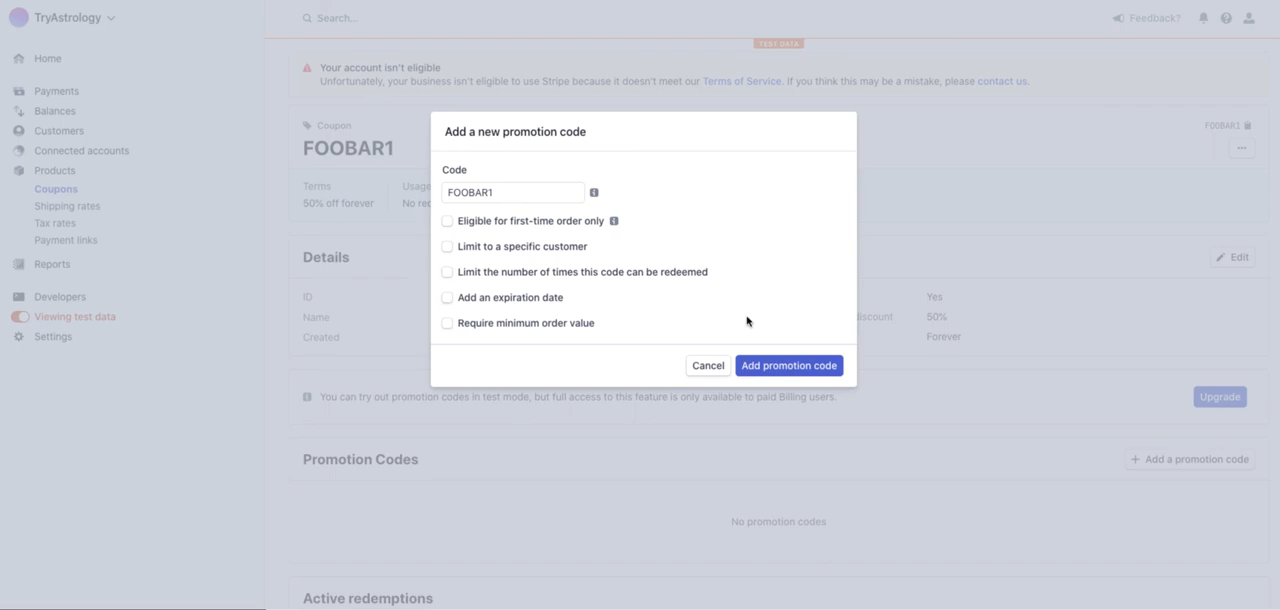 TryAstrology
Search...
Feedback?
TEST DATA
Home
Payments
Balances
Customers
Connected accounts
Products
Coupons
Shipping rates
Tax rates
Payment links
Reports
Developers
Viewing test data
Settings
Your account isn't eligible
Unfortunately, your business isn't eligible to use Stripe because it doesn't meet our Terms of Service. If you think this may be a mistake, please contact us.
Coupon
FOOBAR1
FOOBAR1
Terms
50% off forever
Usage
No
Details
Edit
ID
Yes
Name
50%
Created
Forever
Add a new promotion code
Code
FOOBAR1
Eligible for first-time order only
Limit to a specific customer
Limit the number of times this code can be redeemed
Add an expiration date
Require minimum order value
Cancel
Add promotion code
You can try out promotion codes in test mode, but full access to this feature is only available to paid Billing users.
Upgrade
Promotion Codes
+ Add a promotion code
No promotion codes
Active redemptions